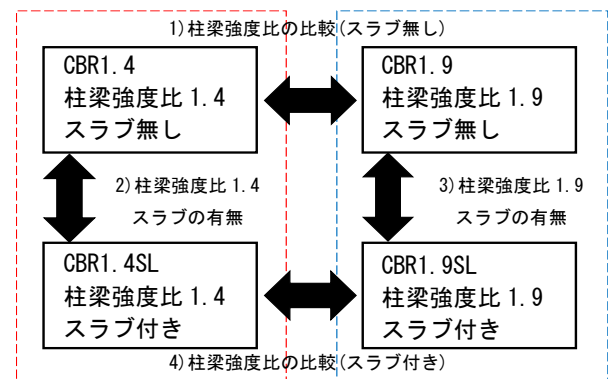 1)柱梁強度比の比較(スラブ無し)
CBR1.4
柱梁強度比 1.4
スラブ無し
CBR1.9
柱梁強度比 1.9
スラブ無し
2)柱梁強度比 1.4
スラブの有無
3)柱梁強度比 1.9
スラブの有無
CBR1.4SL
柱梁強度比 1.4
スラブ付き
CBR1.9SL
柱梁強度比 1.9
スラブ付き
4)柱梁強度比の比較(スラブ付き)